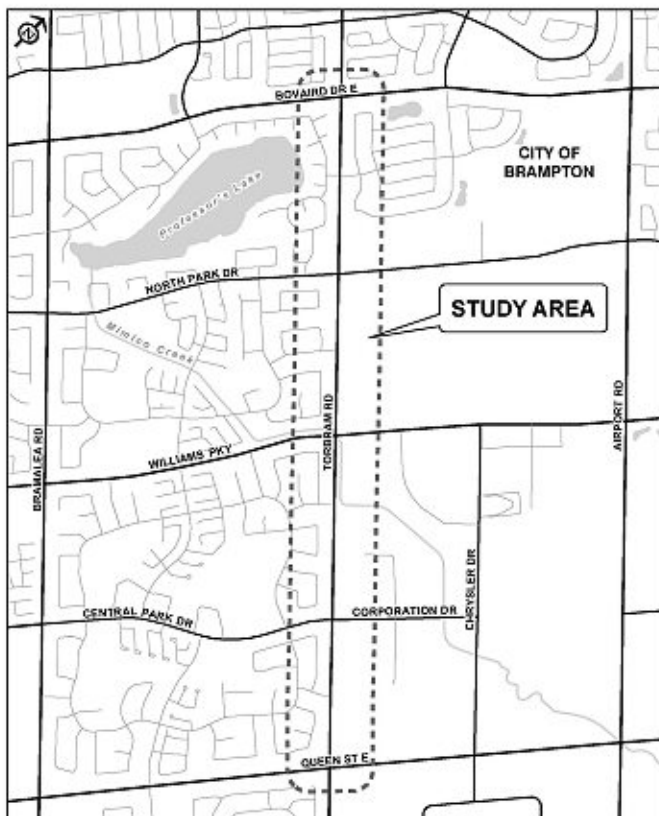 BOVAIRD DR E
CITY OF
BRAMPTON
Professor's Lake
NORTH PARK DR
STUDY AREA
Mimico Creek
BRAMALEA RD
TORBRAM RD
AIRPORT RD
WILLIAMS PKY
CHRYSLER DR
CENTRAL PARK DR
CORPORATION DR
QUEEN ST E